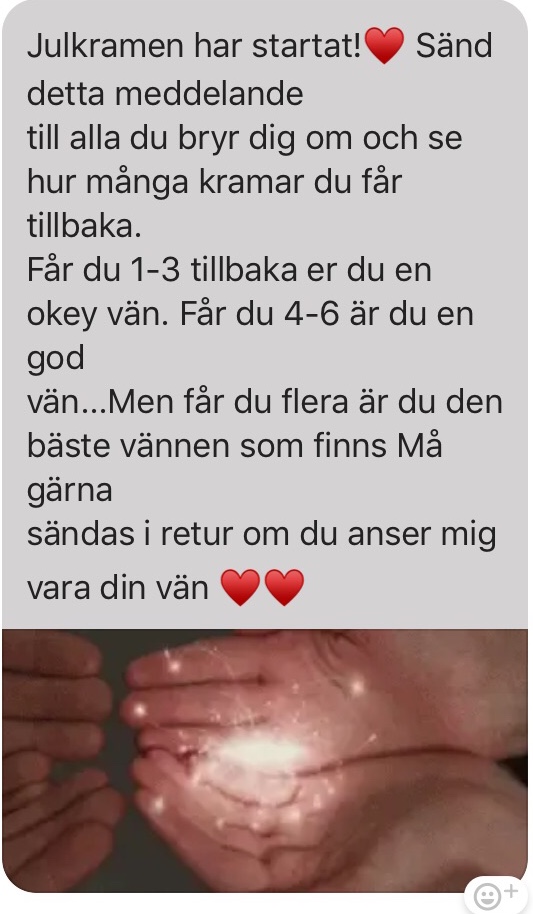 Julkramen har startat!♥️ Sänd
detta meddelande
till alla du bryr dig om och se
hur många kramar du får
tillbaka.
Får du 1-3 tillbaka er du en
okey vän. Får du 4-6 är du en
god
vän...Men får du flera är du den
bäste vännen som finns Må
gärna
sändas i retur om du anser mig
vara din vän ♥️♥️